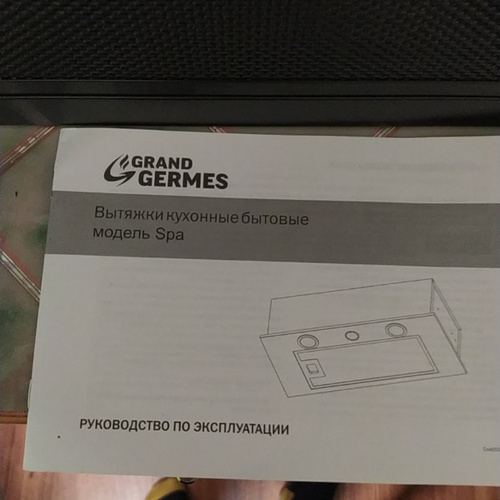 GRAND
GERMES
Вытяжки кухонные бытовые
модель Spa
РУКОВОДСТВО ПО ЭКСПЛУАТАЦИИ